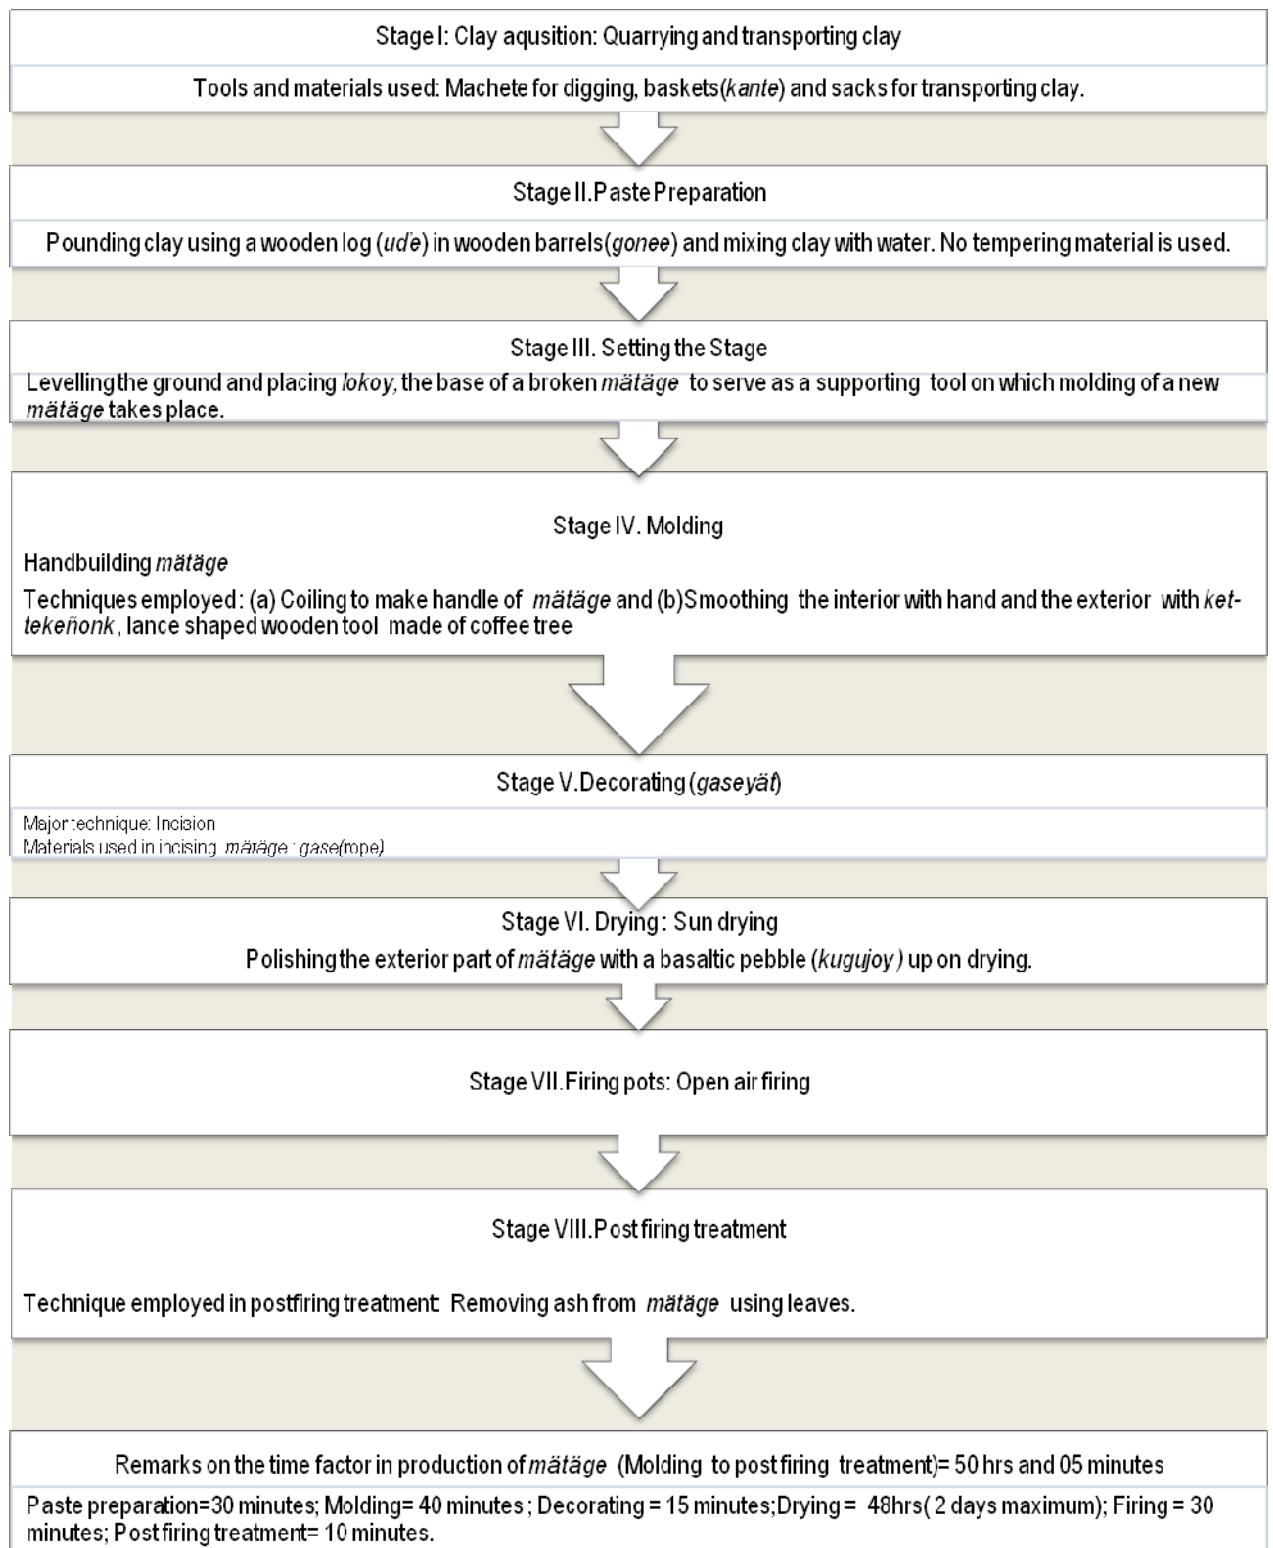 Stage I: Clay aqusition: Quarrying and transporting clay
Tools and materials used: Machete for digging, baskets(kante) and sacks for transporting clay.
Stage II. Paste Preparation
Pounding clay using a wooden log (ud'e) in wooden barrels(gonee) and mixing clay with water. No tempering material is used.
Stage III. Setting the Stage
Levelling the ground and placing lokoy, the base of a broken mätäge to serve as a supporting tool on which molding of a new
mätäge takes place.
Stage IV. Molding
Handbuilding mätäge
Techniques employed: (a) Coiling to make handle of mätäge and (b)Smoothing the interior with hand and the exterior with ket-
tekeñonk, lance shaped wooden tool made of coffee tree
Stage V. Decorating (gaseyät)
Major technique: Incision
Materials used in incising mätäge : gase(rope)
Stage VI. Drying: Sun drying
Polishing the exterior part of mätäge with a basaltic pebble (kugujoy) up on drying.
Stage VII. Firing pots: Open air firing
Stage VIII. Post firing treatment
Technique employed in postfiring treatment: Removing ash from mätäge using leaves.
Remarks on the time factor in production of mätäge (Molding to post firing treatment)= 50 hrs and 05 minutes
Paste preparation=30 minutes; Molding= 40 minutes; Decorating = 15 minutes;Drying = 48hrs( 2 days maximum); Firing = 30
minutes; Post firing treatment= 10 minutes.